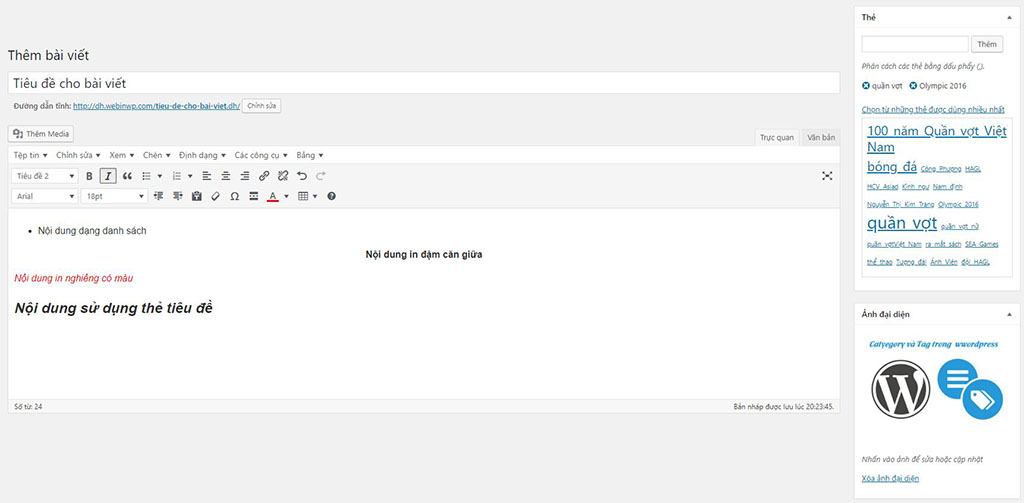 Thêm bài viết
Tiêu đề cho bài viết
Đường dẫn tĩnh: http://dh.webinwp.com/tieu-de-cho-bai-viet.dh/ Chỉnh sửa
Thêm Media
Trực quan Văn bản
Tệp tin Chỉnh sửa Xem Chèn Định dạng Các công cụ Bảng
Tiêu đề 2 B I
Arial 18pt Ω A
Nội dung dạng danh sách
Nội dung in đậm căn giữa
Nội dung in nghiêng có màu
Nội dung sử dụng thẻ tiêu đề
Số từ: 24 Bản nháp được lưu lúc 20:23:45.
Thẻ
Thêm
Phân cách các thẻ bằng dấu phẩy (,).
quần vợt Olympic 2016
Chọn từ những thẻ được dùng nhiều nhất
100 năm Quần vợt Việt
Nam
bóng đá Công Phượng HAGL
HCV Asiad Kình ngư Nam định
Nguyễn Thị Kim Trang Olympic 2016
quần vợt quần vợt nữ
quần vợtViệt Nam ra mắt sách SEA Games
thể thao Tượng đài Ánh Viên đội HAGL
Ảnh đại diện
Catyegory và Tag trong wwordpress
Nhấn vào ảnh để sửa hoặc cập nhật
Xóa ảnh đại diện